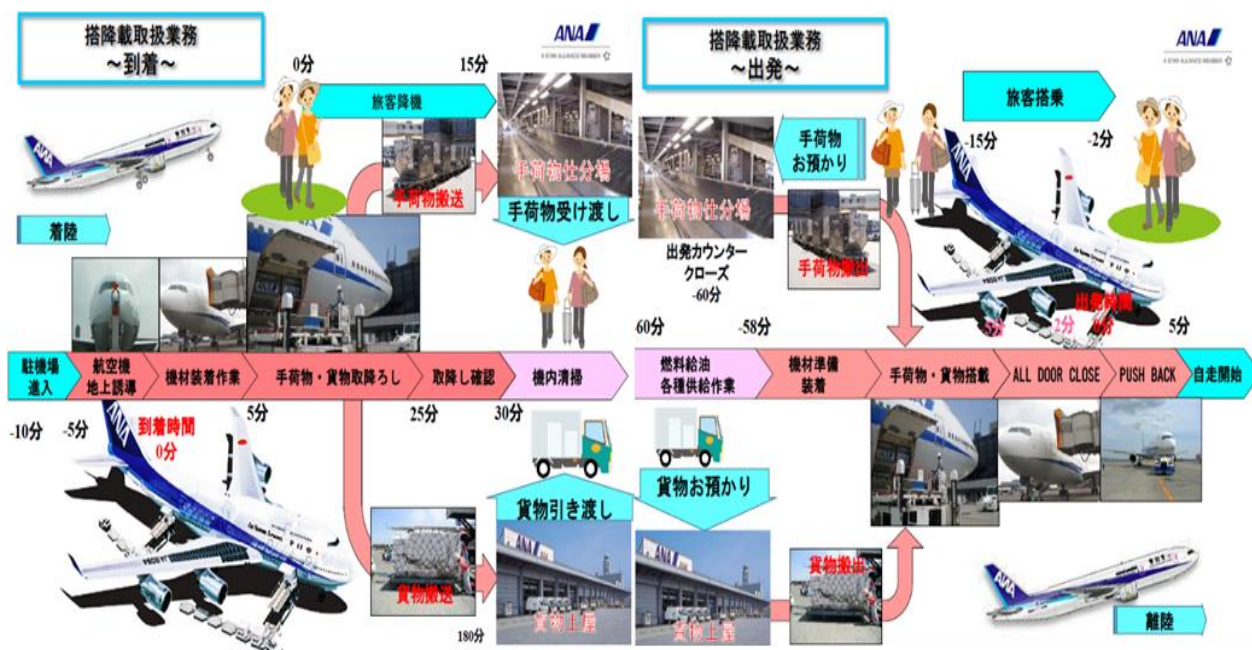 搭降載取扱業務
～到着～
ANA
A STAR ALLIANCE MEMBER
0分
15分
旅客降機
手荷物搬送
手荷物仕分場
手荷物受け渡し
着陸
駐機場
進入
航空機
地上誘導
機材装着作業
手荷物・貨物取降ろし
取降し確認
機内清掃
-10分
-5分
到着時間
0分
5分
25分
30分
貨物搬送
180分
貨物引き渡し
ANA
貨物上屋
搭降載取扱業務
～出発～
ANA
A STAR ALLIANCE MEMBER
手荷物
お預かり
旅客搭乗
-15分
-2分
手荷物仕分場
手荷物搬出
出発カウンター
クローズ
-60分
60分
-58分
2分
出発時間
0分
5分
燃料給油
各種供給作業
機材準備
装着
手荷物・貨物搭載
ALL DOOR CLOSE
PUSH BACK
自走開始
貨物お預かり
ANA
貨物上屋
貨物搬出
離陸